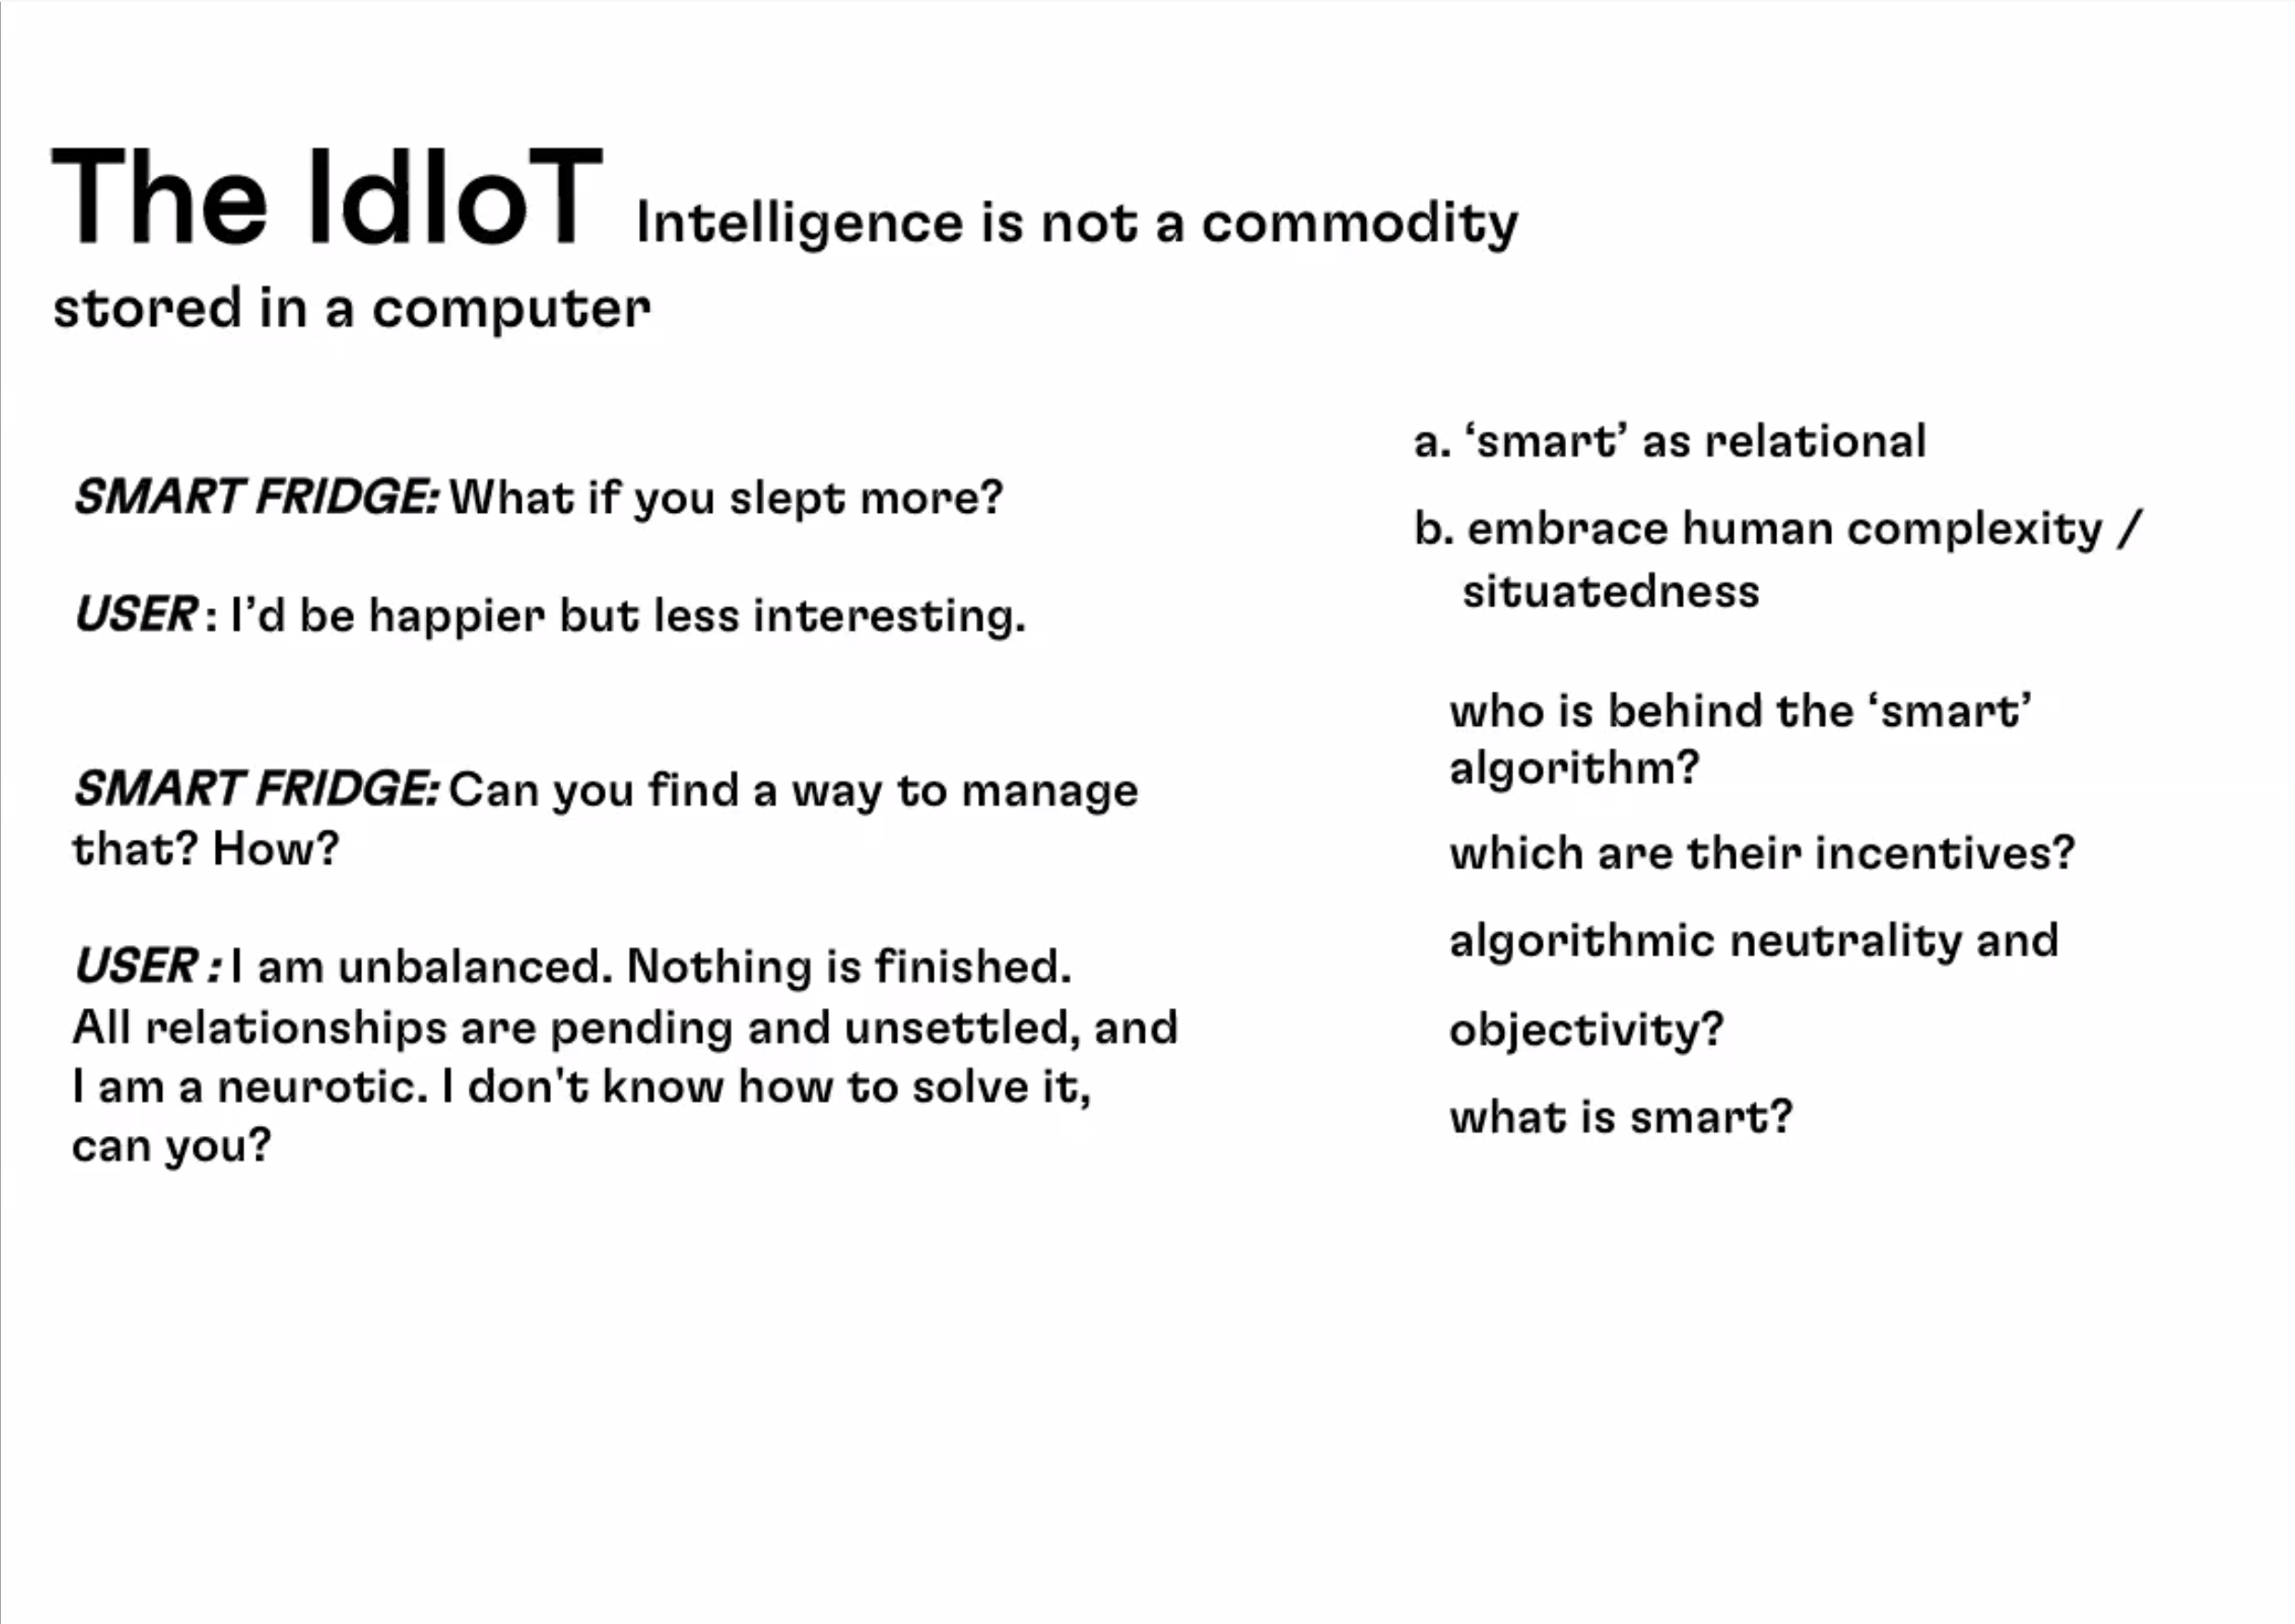 The IdIoT Intelligence is not a commodity
stored in a computer
SMART FRIDGE: What if you slept more?
USER : I’d be happier but less interesting.
SMART FRIDGE: Can you find a way to manage
that? How?
USER : I am unbalanced. Nothing is finished.
All relationships are pending and unsettled, and
I am a neurotic. I don't know how to solve it,
can you?
a. ‘smart’ as relational
b. embrace human complexity /
situatedness
who is behind the ‘smart’
algorithm?
which are their incentives?
algorithmic neutrality and
objectivity?
what is smart?